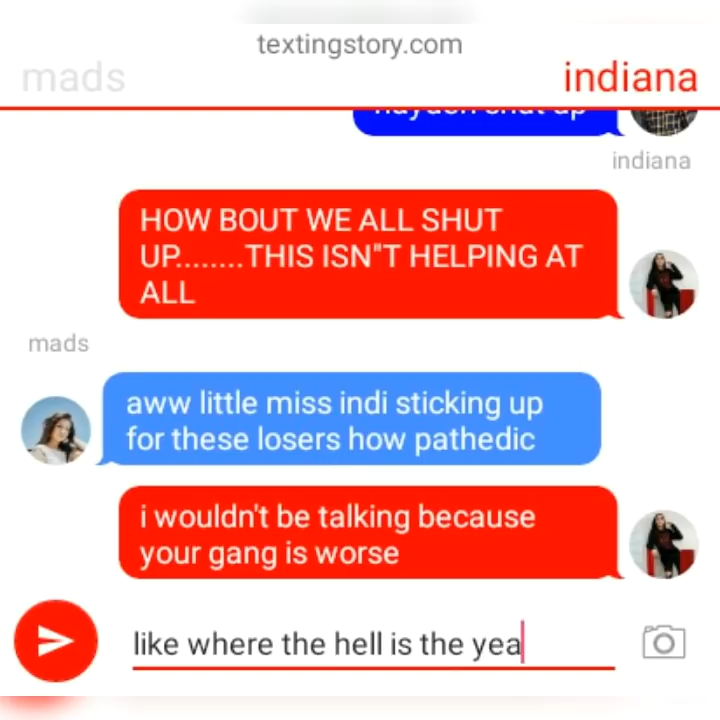 textingstory.com
mads
indiana
shut up
indiana
HOW BOUT WE ALL SHUT
UP........THIS ISN"T HELPING AT
ALL
mads
aww little miss indi sticking up
for these losers how pathedic
i wouldn't be talking because
your gang is worse
like where the hell is the yea